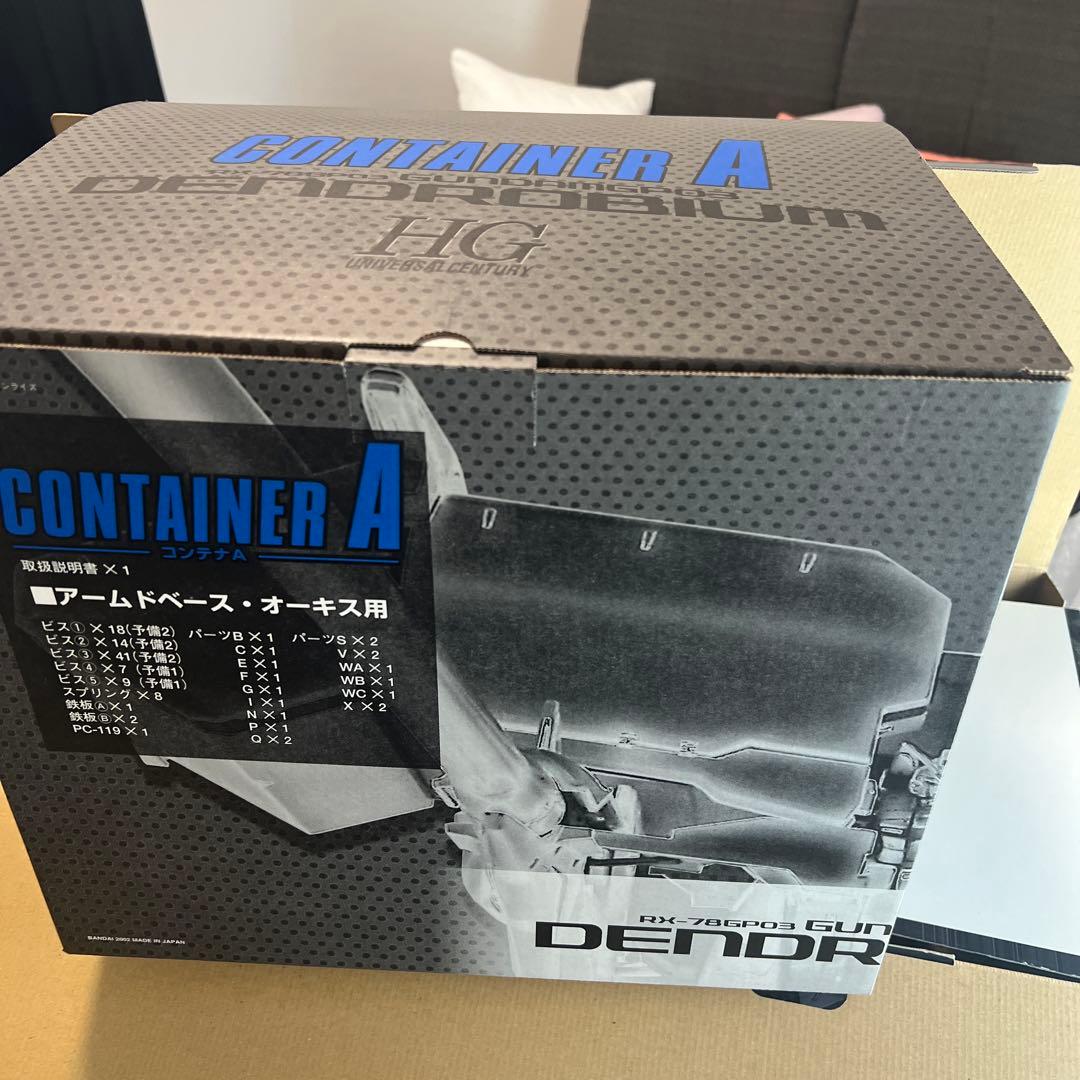 CONTAINER A
RX-78GP03 GUNDAMGP03
DENDROBIUM
HG
UNIVERSAL CENTURY
ンライズ
CONTAINER A
コンテナA
取扱説明書×1
■アームドベース・オーキス用
ビス①×18(予備2)
ビス②×14(予備2)
ビス③×41(予備2)
ビス④×7(予備1)
ビス⑤×9(予備1)
スプリング×8
鉄板Ⓐ×1
鉄板Ⓑ×2
PC-119×1
パーツB×1
C×1
E×1
F×1
G×1
I×1
N×1
P×1
Q×2
パーツS×2
V×2
WA×1
WB×1
WC×1
X×2
RX-78GP03 GUN
DENDR
BANDAI 2002 MADE IN JAPAN